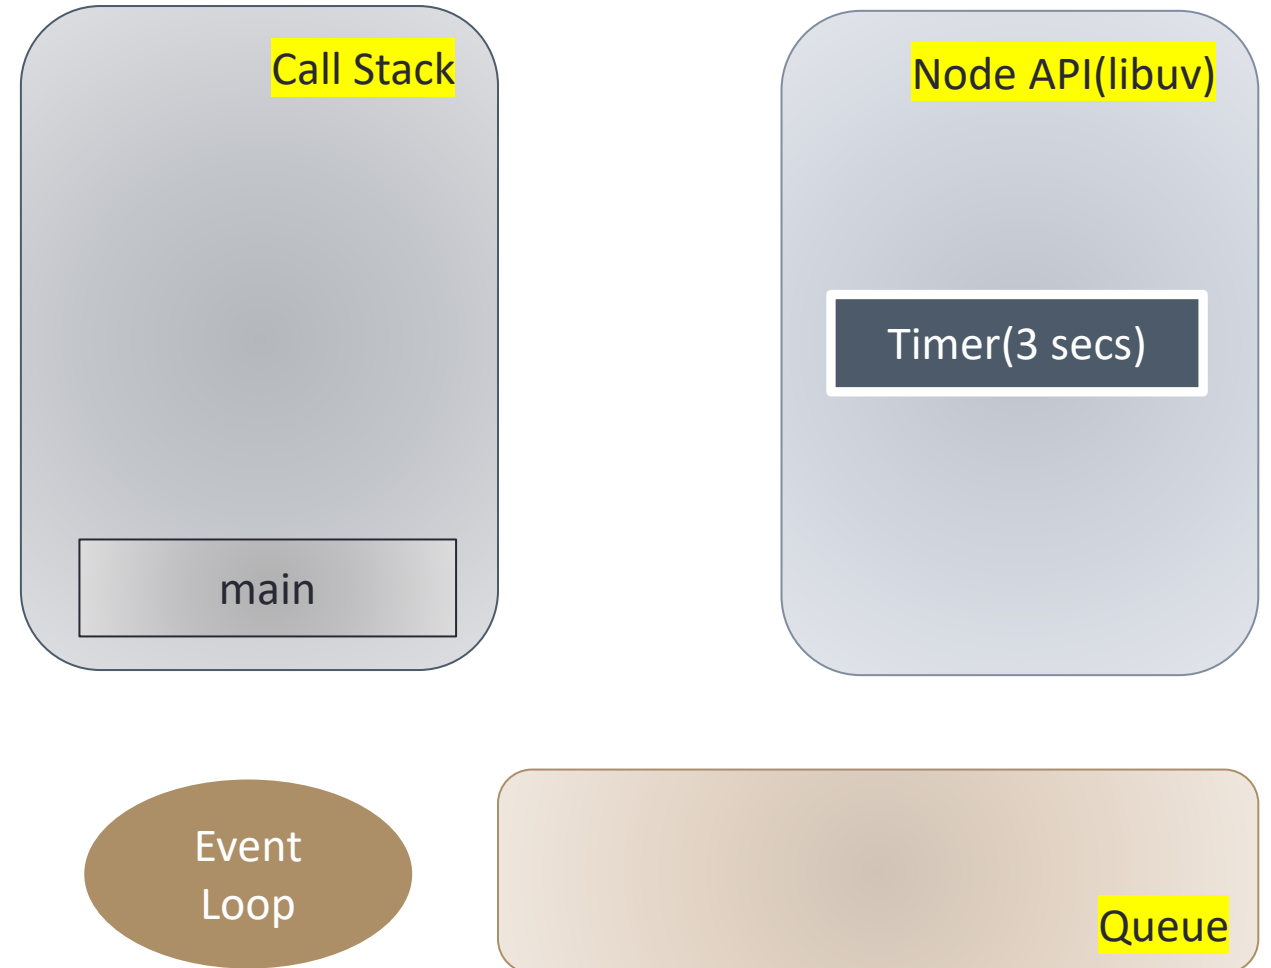 Call Stack
Node API(libuv)
Timer(3 secs)
main
Event
Loop
Queue